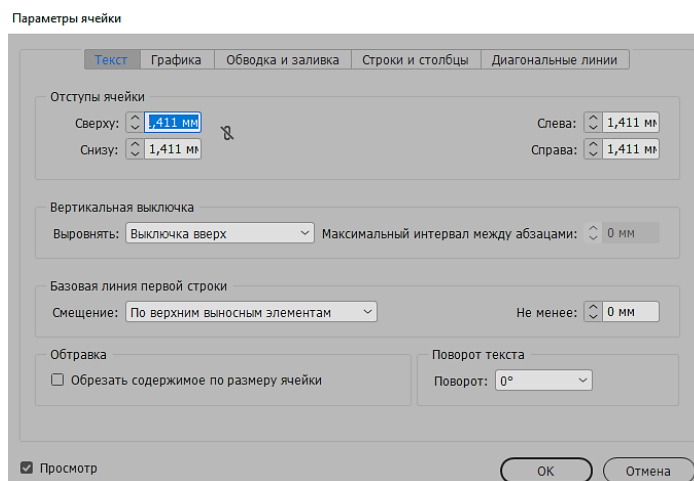 Параметры ячейки
Текст Графика Обводка и заливка Строки и столбцы Диагональные линии
Отступы ячейки
Сверху: 1,411 мм Слева: 1,411 мм
Снизу: 1,411 мм Справа: 1,411 мм
Вертикальная выключка
Выровнять: Выключка вверх Максимальный интервал между абзацами: 0 мм
Базовая линия первой строки
Смещение: По верхним выносным элементам Не менее: 0 мм
Обтравка Поворот текста
Обрезать содержимое по размеру ячейки Поворот: 0°
Просмотр OK Отмена